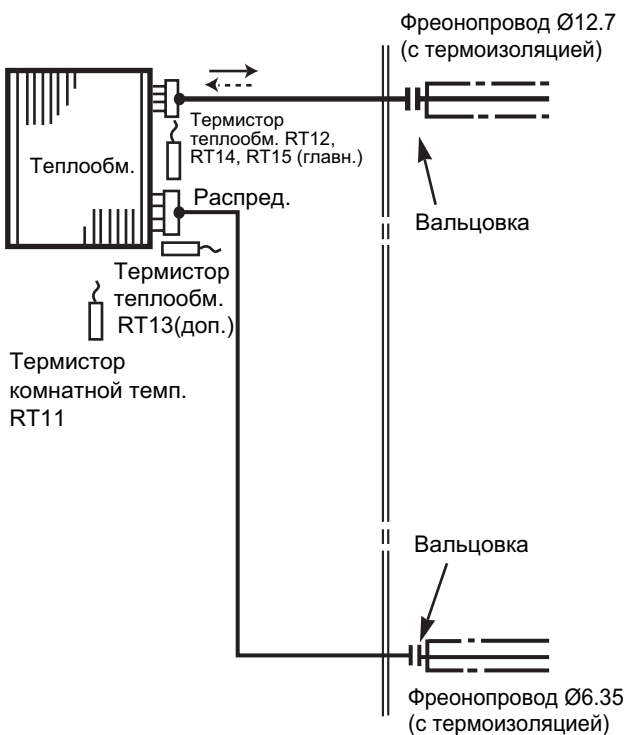 Фреонопровод Ø12.7
(с термоизоляцией)
Термистор
теплообм. RT12,
RT14, RT15 (главн.)
Теплообм.
Распред.
Вальцовка
Термистор
теплообм.
RT13(доп.)
Термистор
комнатной темп.
RT11
Вальцовка
Фреонопровод Ø6.35
(с термоизоляцией)